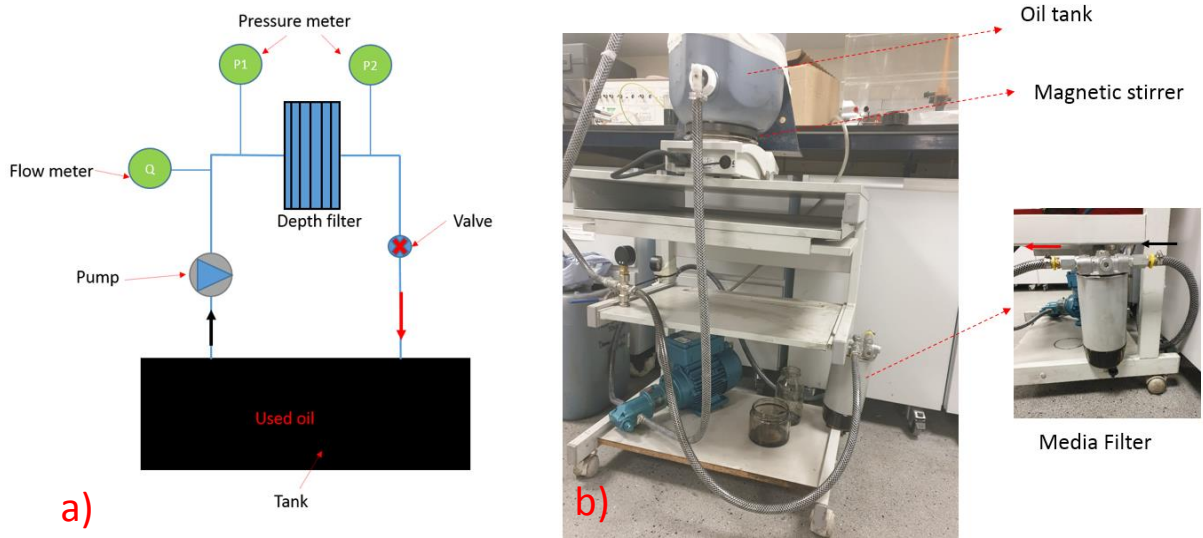 Pressure meter
P1
P2
Flow meter
Q
Depth filter
Valve
Pump
Used oil
Tank
a)
Oil tank
Magnetic stirrer
Media Filter
b)